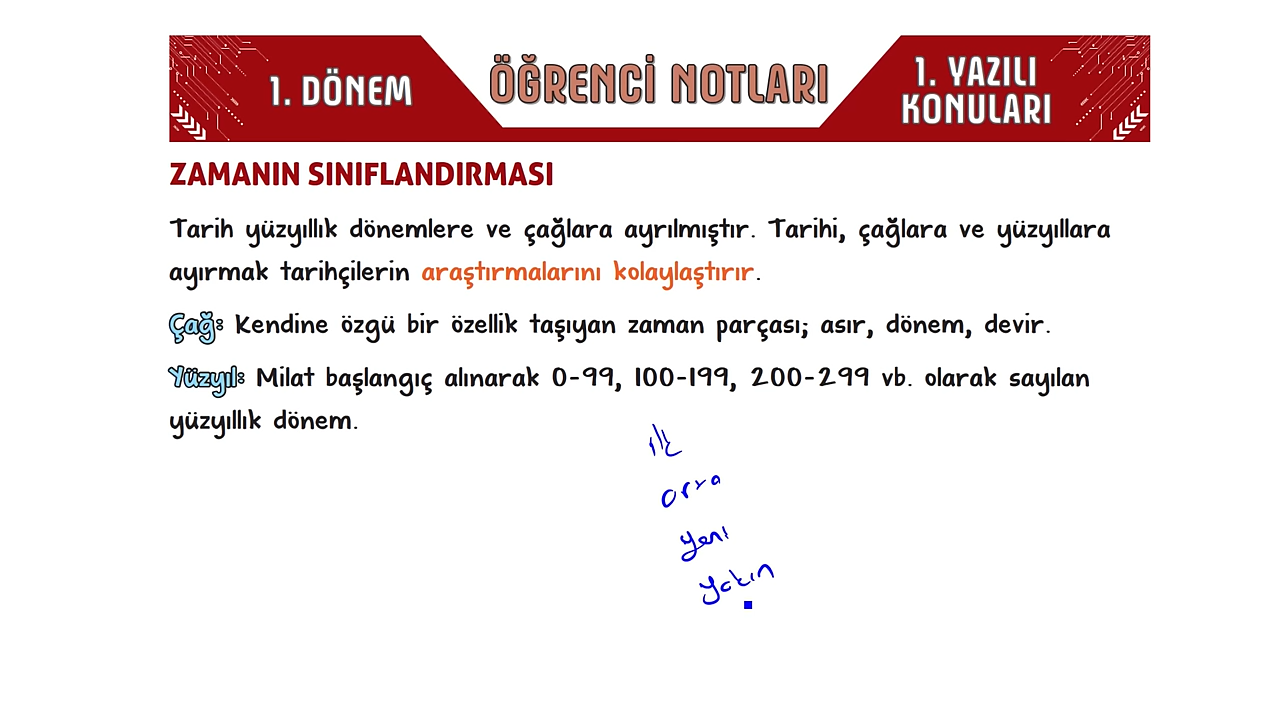 1. DÖNEM
ÖĞRENCİ NOTLARI
1. YAZILI
KONULARI
ZAMANIN SINIFLANDIRMASI
Tarih yüzyıllık dönemlere ve çağlara ayrılmıştır. Tarihi, çağlara ve yüzyıllara
ayırmak tarihçilerin araştırmalarını kolaylaştırır.
Çağ: Kendine özgü bir özellik taşıyan zaman parçası; asır, dönem, devir.
Yüzyıl: Milat başlangıç alınarak 0-99, 100-199, 200-299 vb. olarak sayılan
yüzyıllık dönem.
ilk
orta
yeni
yakın